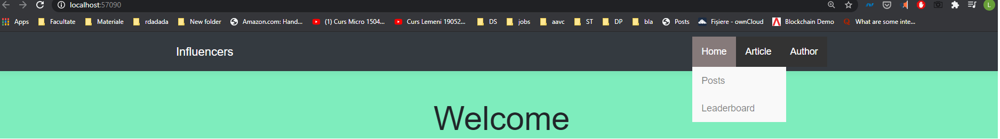 localhost:57090
L
Apps Facultate Materiale rdadada New folder Amazon.com: Hand... (1) Curs Micro 1504... Curs Lemeni 19052... DS jobs aavc ST DP bla Posts Fișiere - ownCloud Blockchain Demo Q What are some inte...
Influencers Home Article Author
Posts
Leaderboard
Welcome